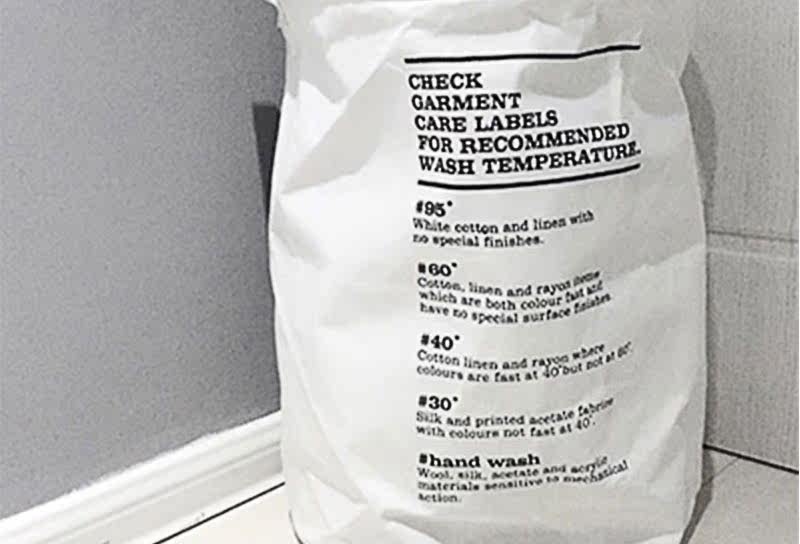 CHECK
GARMENT
CARE LABELS
FOR RECOMMENDED
WASH TEMPERATURE.
#95°
White cotton and linen with
no special finishes.
#60°
Cotton, linen and rayon items
which are both colour fast and
have no special surface finishes.
#40°
Cotton linen and rayon where
colours are fast at 40°but not at 60°.
#30°
Silk and printed acetate fabrics
with colours not fast at 40°.
#hand wash
Wool, silk, acetate and acrylic
materials sensitive to mechanical
action.